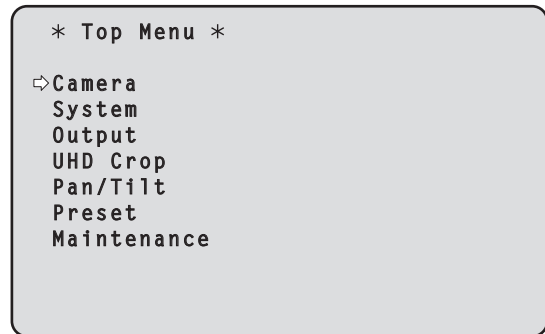 * Top Menu *
⇨Camera
System
Output
UHD Crop
Pan/Tilt
Preset
Maintenance